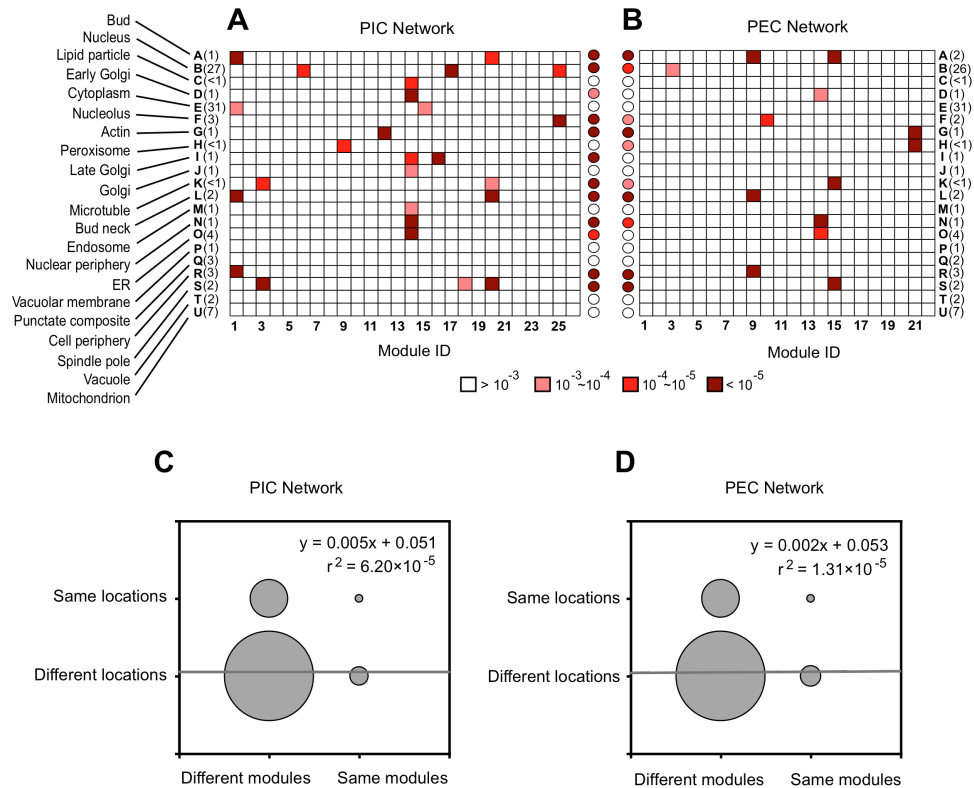 A
PIC Network
B
PEC Network
Bud
Nucleus
Lipid particle
Early Golgi
Cytoplasm
Nucleolus
Actin
Peroxisome
Late Golgi
Golgi
Microtuble
Bud neck
Endosome
Nuclear periphery
ER
Vacuolar membrane
Punctate composite
Cell periphery
Spindle pole
Vacuole
Mitochondrion
A(1)
B(27)
C(<1)
D(1)
E(31)
F(3)
G(1)
H(<1)
I(1)
J(1)
K(<1)
L(2)
M(1)
N(1)
O(4)
P(1)
Q(3)
R(3)
S(2)
T(2)
U(7)
1 3 5 7 9 11 13 15 17 19 21 23 25
Module ID
A(2)
B(26)
C(<1)
D(1)
E(31)
F(2)
G(1)
H(<1)
I(1)
J(1)
K(<1)
L(2)
M(1)
N(1)
O(4)
P(1)
Q(2)
R(3)
S(2)
T(2)
U(7)
1 3 5 7 9 11 13 15 17 19 21
Module ID
> 10-3 10-3~10-4 10-4~10-5 < 10-5
C
PIC Network
y = 0.005x + 0.051
r2 = 6.20×10-5
Same locations
Different locations
Different modules Same modules
D
PEC Network
y = 0.002x + 0.053
r2 = 1.31×10-5
Same locations
Different locations
Different modules Same modules